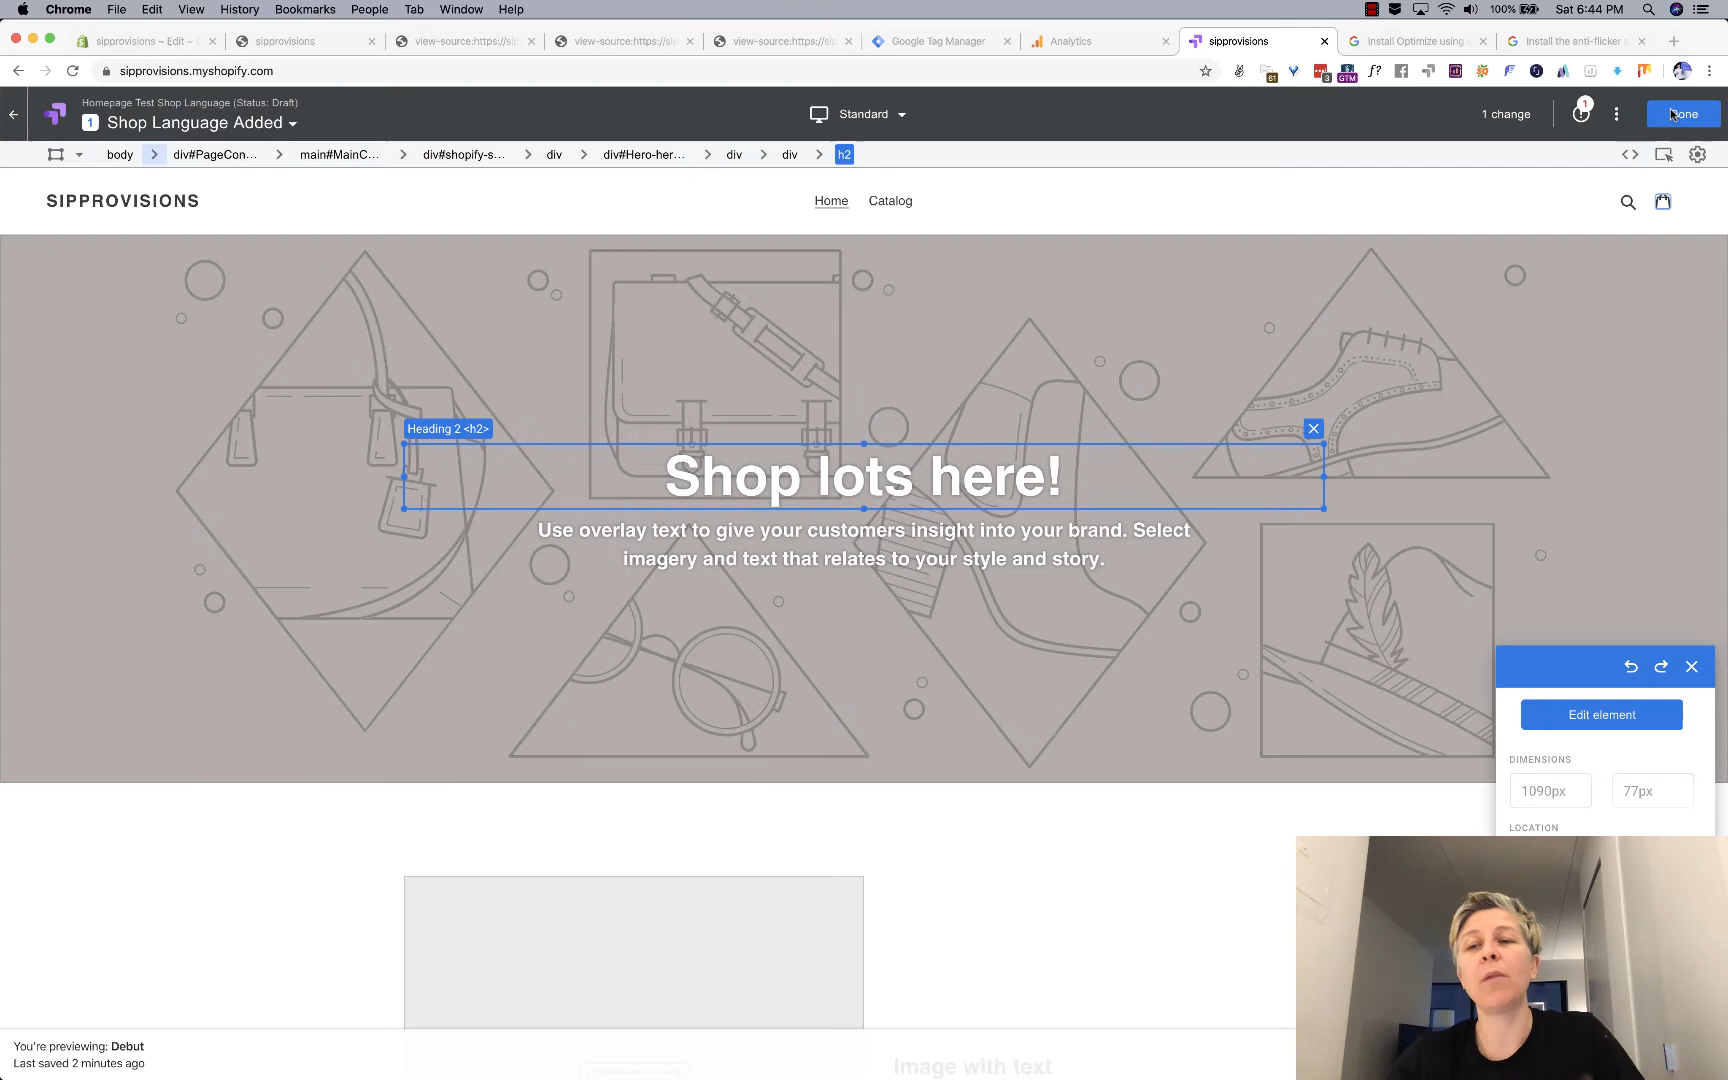 Chrome File Edit View History Bookmarks People Tab Window Help 100% Sat 6:44 PM
sipprovisions ~ Edit ~ sipprovisions view-source:https://sip view-source:https://sip view-source:https://sip Google Tag Manager Analytics sipprovisions Install Optimize using Install the anti-flicker s
sipprovisions.myshopify.com 61 3 GTM f?
Homepage Test Shop Language (Status: Draft)
1 Shop Language Added Standard 1 change 1 Done
body div#PageCon... main#MainC... div#shopify-s... div div#Hero-her... div div h2
SIPPROVISIONS Home Catalog
Heading 2 <h2>
Shop lots here!
Use overlay text to give your customers insight into your brand. Select
imagery and text that relates to your style and story.
Edit element
DIMENSIONS
1090px 77px
LOCATION
You're previewing: Debut
Last saved 2 minutes ago
Image with text